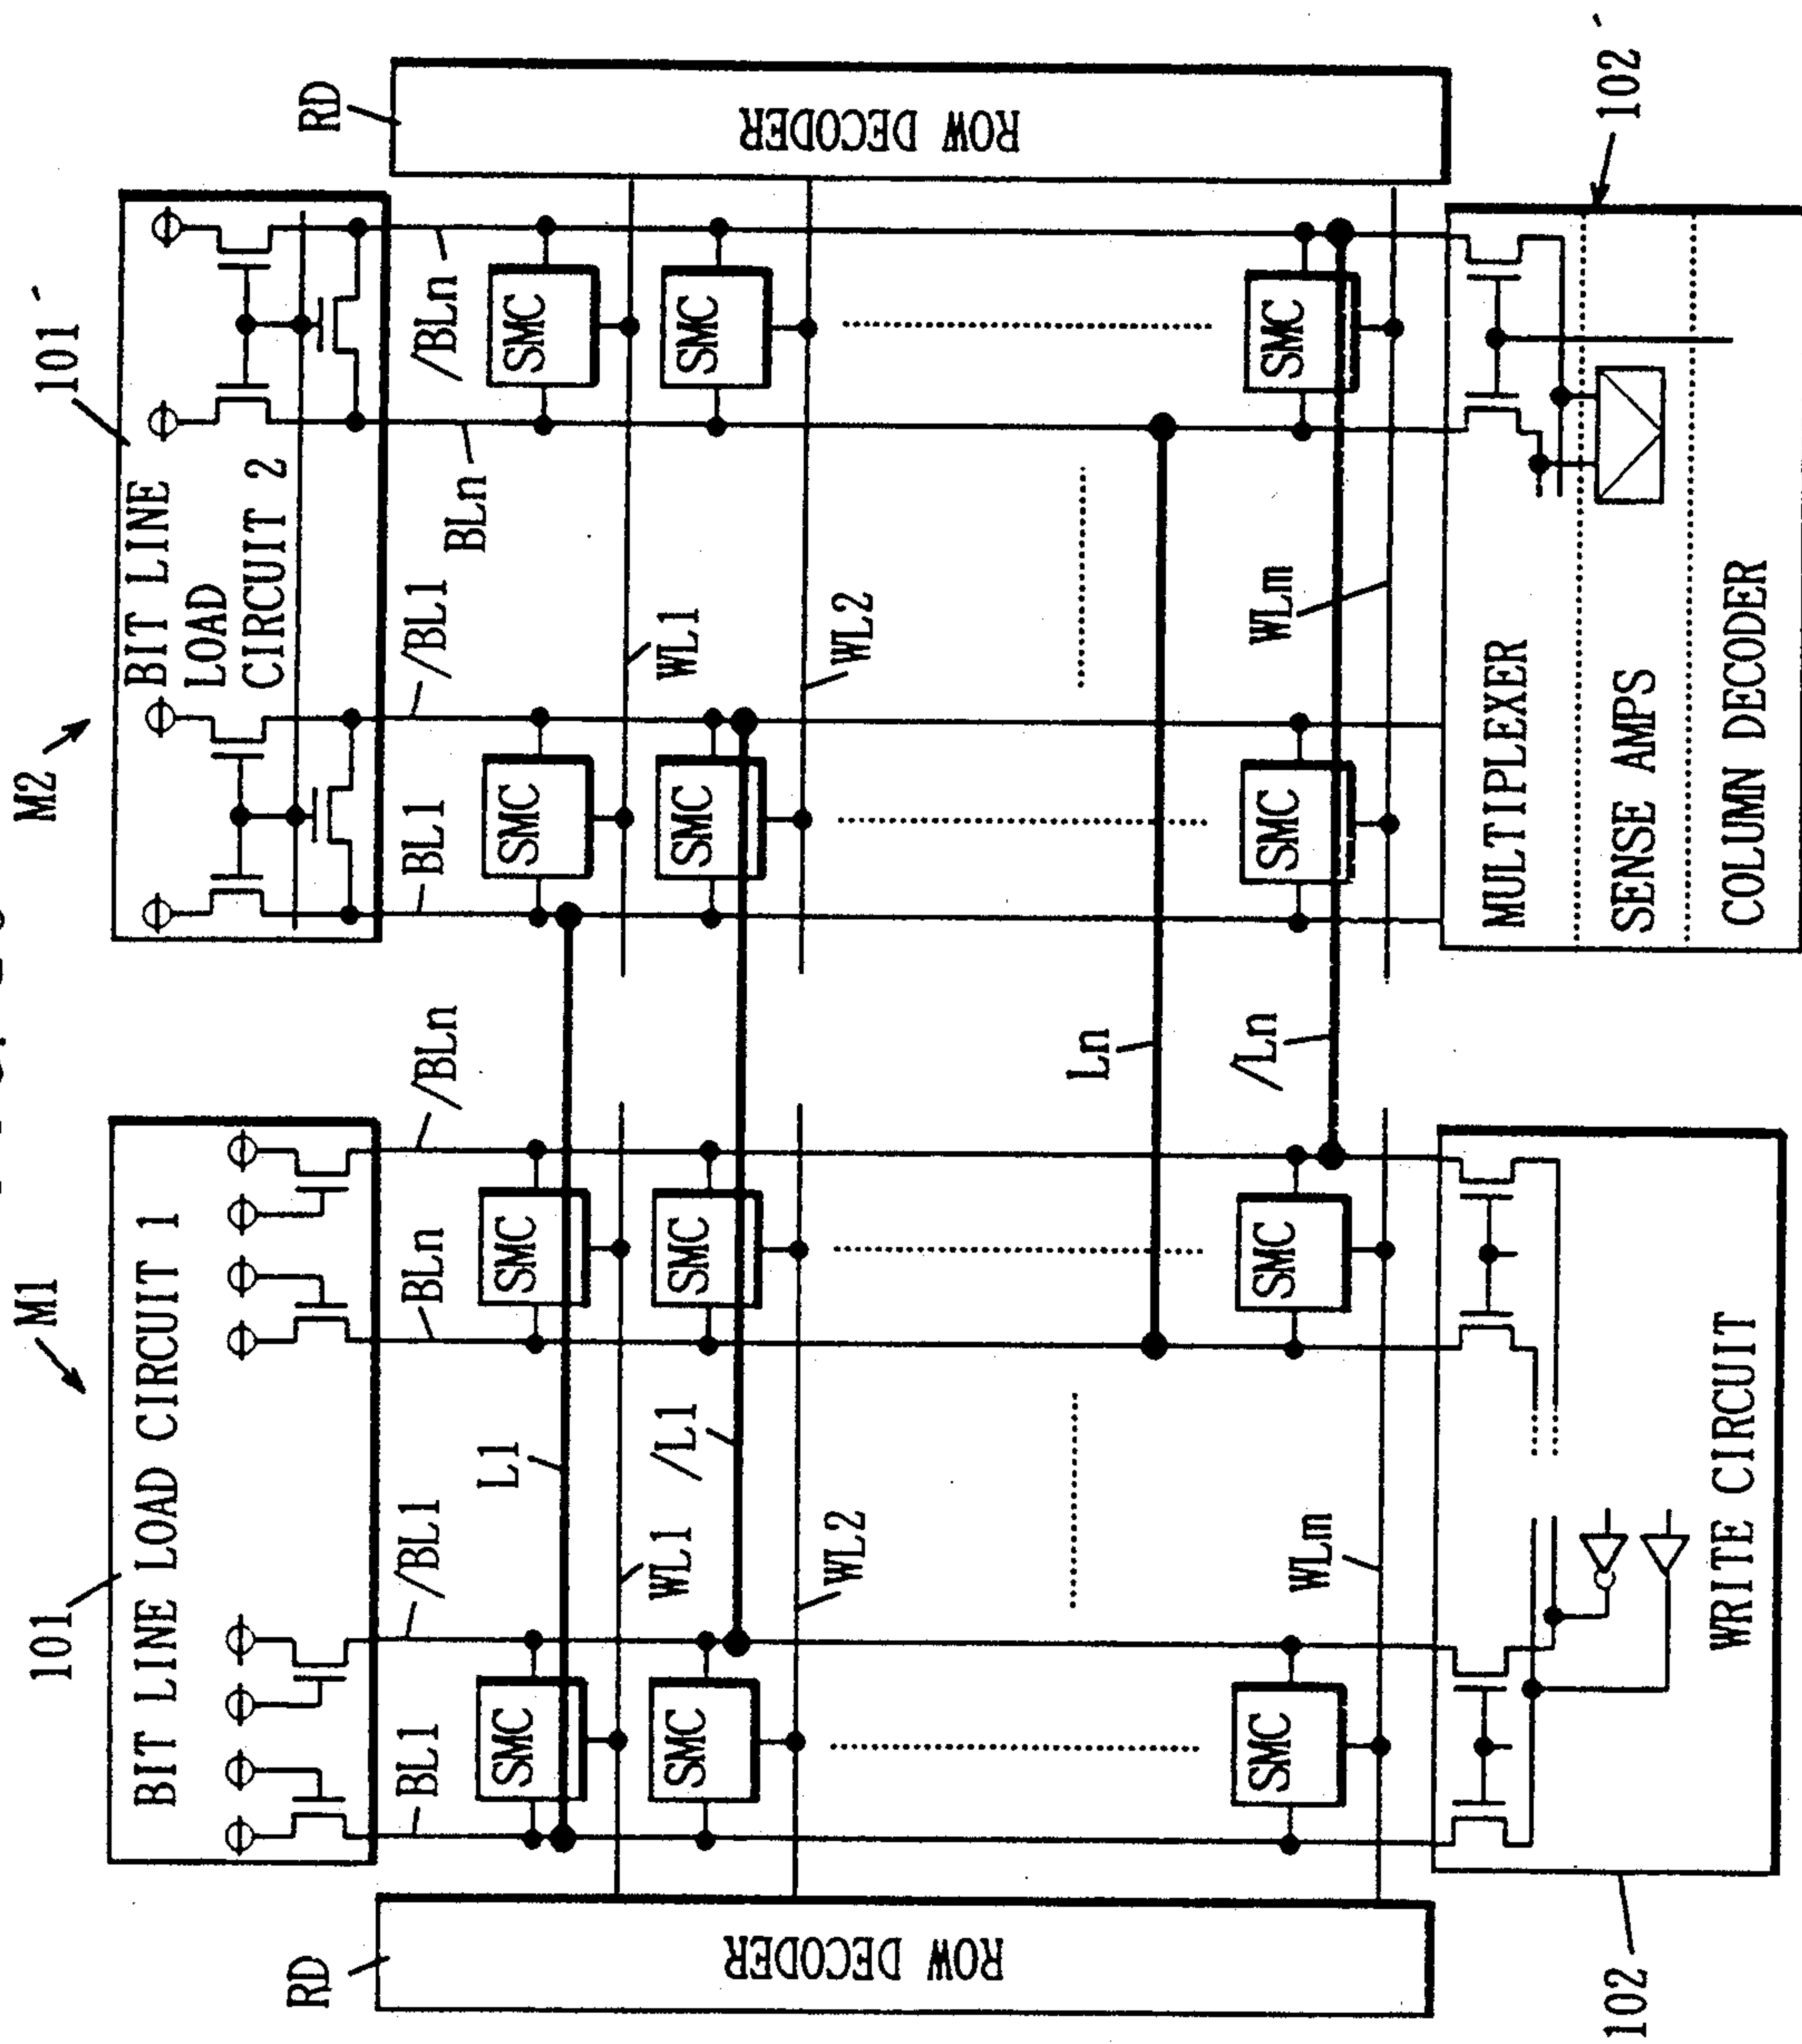 M1
M2
101
101'
BIT LINE LOAD CIRCUIT 1
BIT LINE
LOAD
CIRCUIT 2
BL1
/BL1
BLn
/BLn
BL1
/BL1
BLn
/BLn
RD
RD
ROW DECODER
ROW DECODER
SMC
SMC
SMC
SMC
L1
WL1
WL1
SMC
SMC
SMC
SMC
/L1
WL2
WL2
Ln
/Ln
SMC
SMC
SMC
SMC
WLm
WLm
102
102'
WRITE CIRCUIT
MULTIPLEXER
SENSE AMPS
COLUMN DECODER